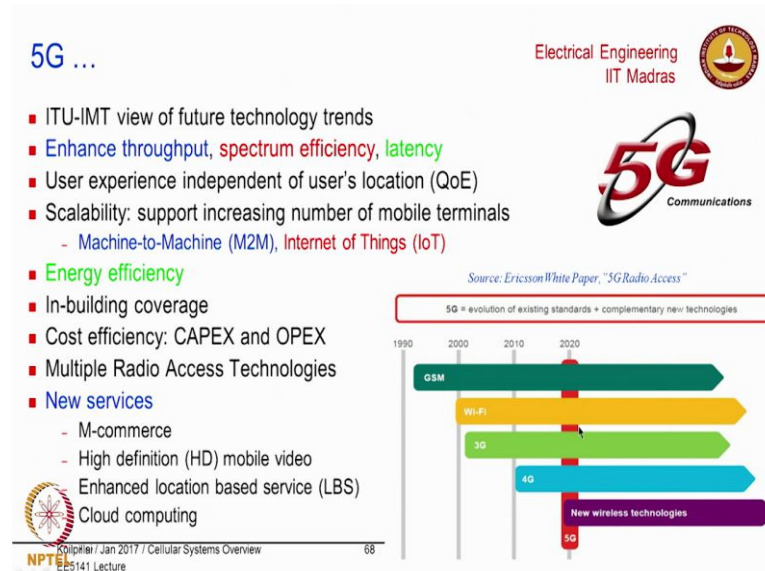 5G ...
Electrical Engineering
IIT Madras
ITU-IMT view of future technology trends
Enhance throughput, spectrum efficiency, latency
User experience independent of user's location (QoE)
Scalability: support increasing number of mobile terminals
- Machine-to-Machine (M2M), Internet of Things (IoT)
Energy efficiency
In-building coverage
Cost efficiency: CAPEX and OPEX
Multiple Radio Access Technologies
New services
- M-commerce
- High definition (HD) mobile video
- Enhanced location based service (LBS)
Cloud computing
5G
Communications
Source: Ericsson White Paper, "5G Radio Access"
5G = evolution of existing standards + complementary new technologies
1990 2000 2010 2020
GSM
Wi-Fi
3G
4G
New wireless technologies
5G
NPTEL
Koilpillai / Jan 2017 / Cellular Systems Overview
68
EE5141 Lecture